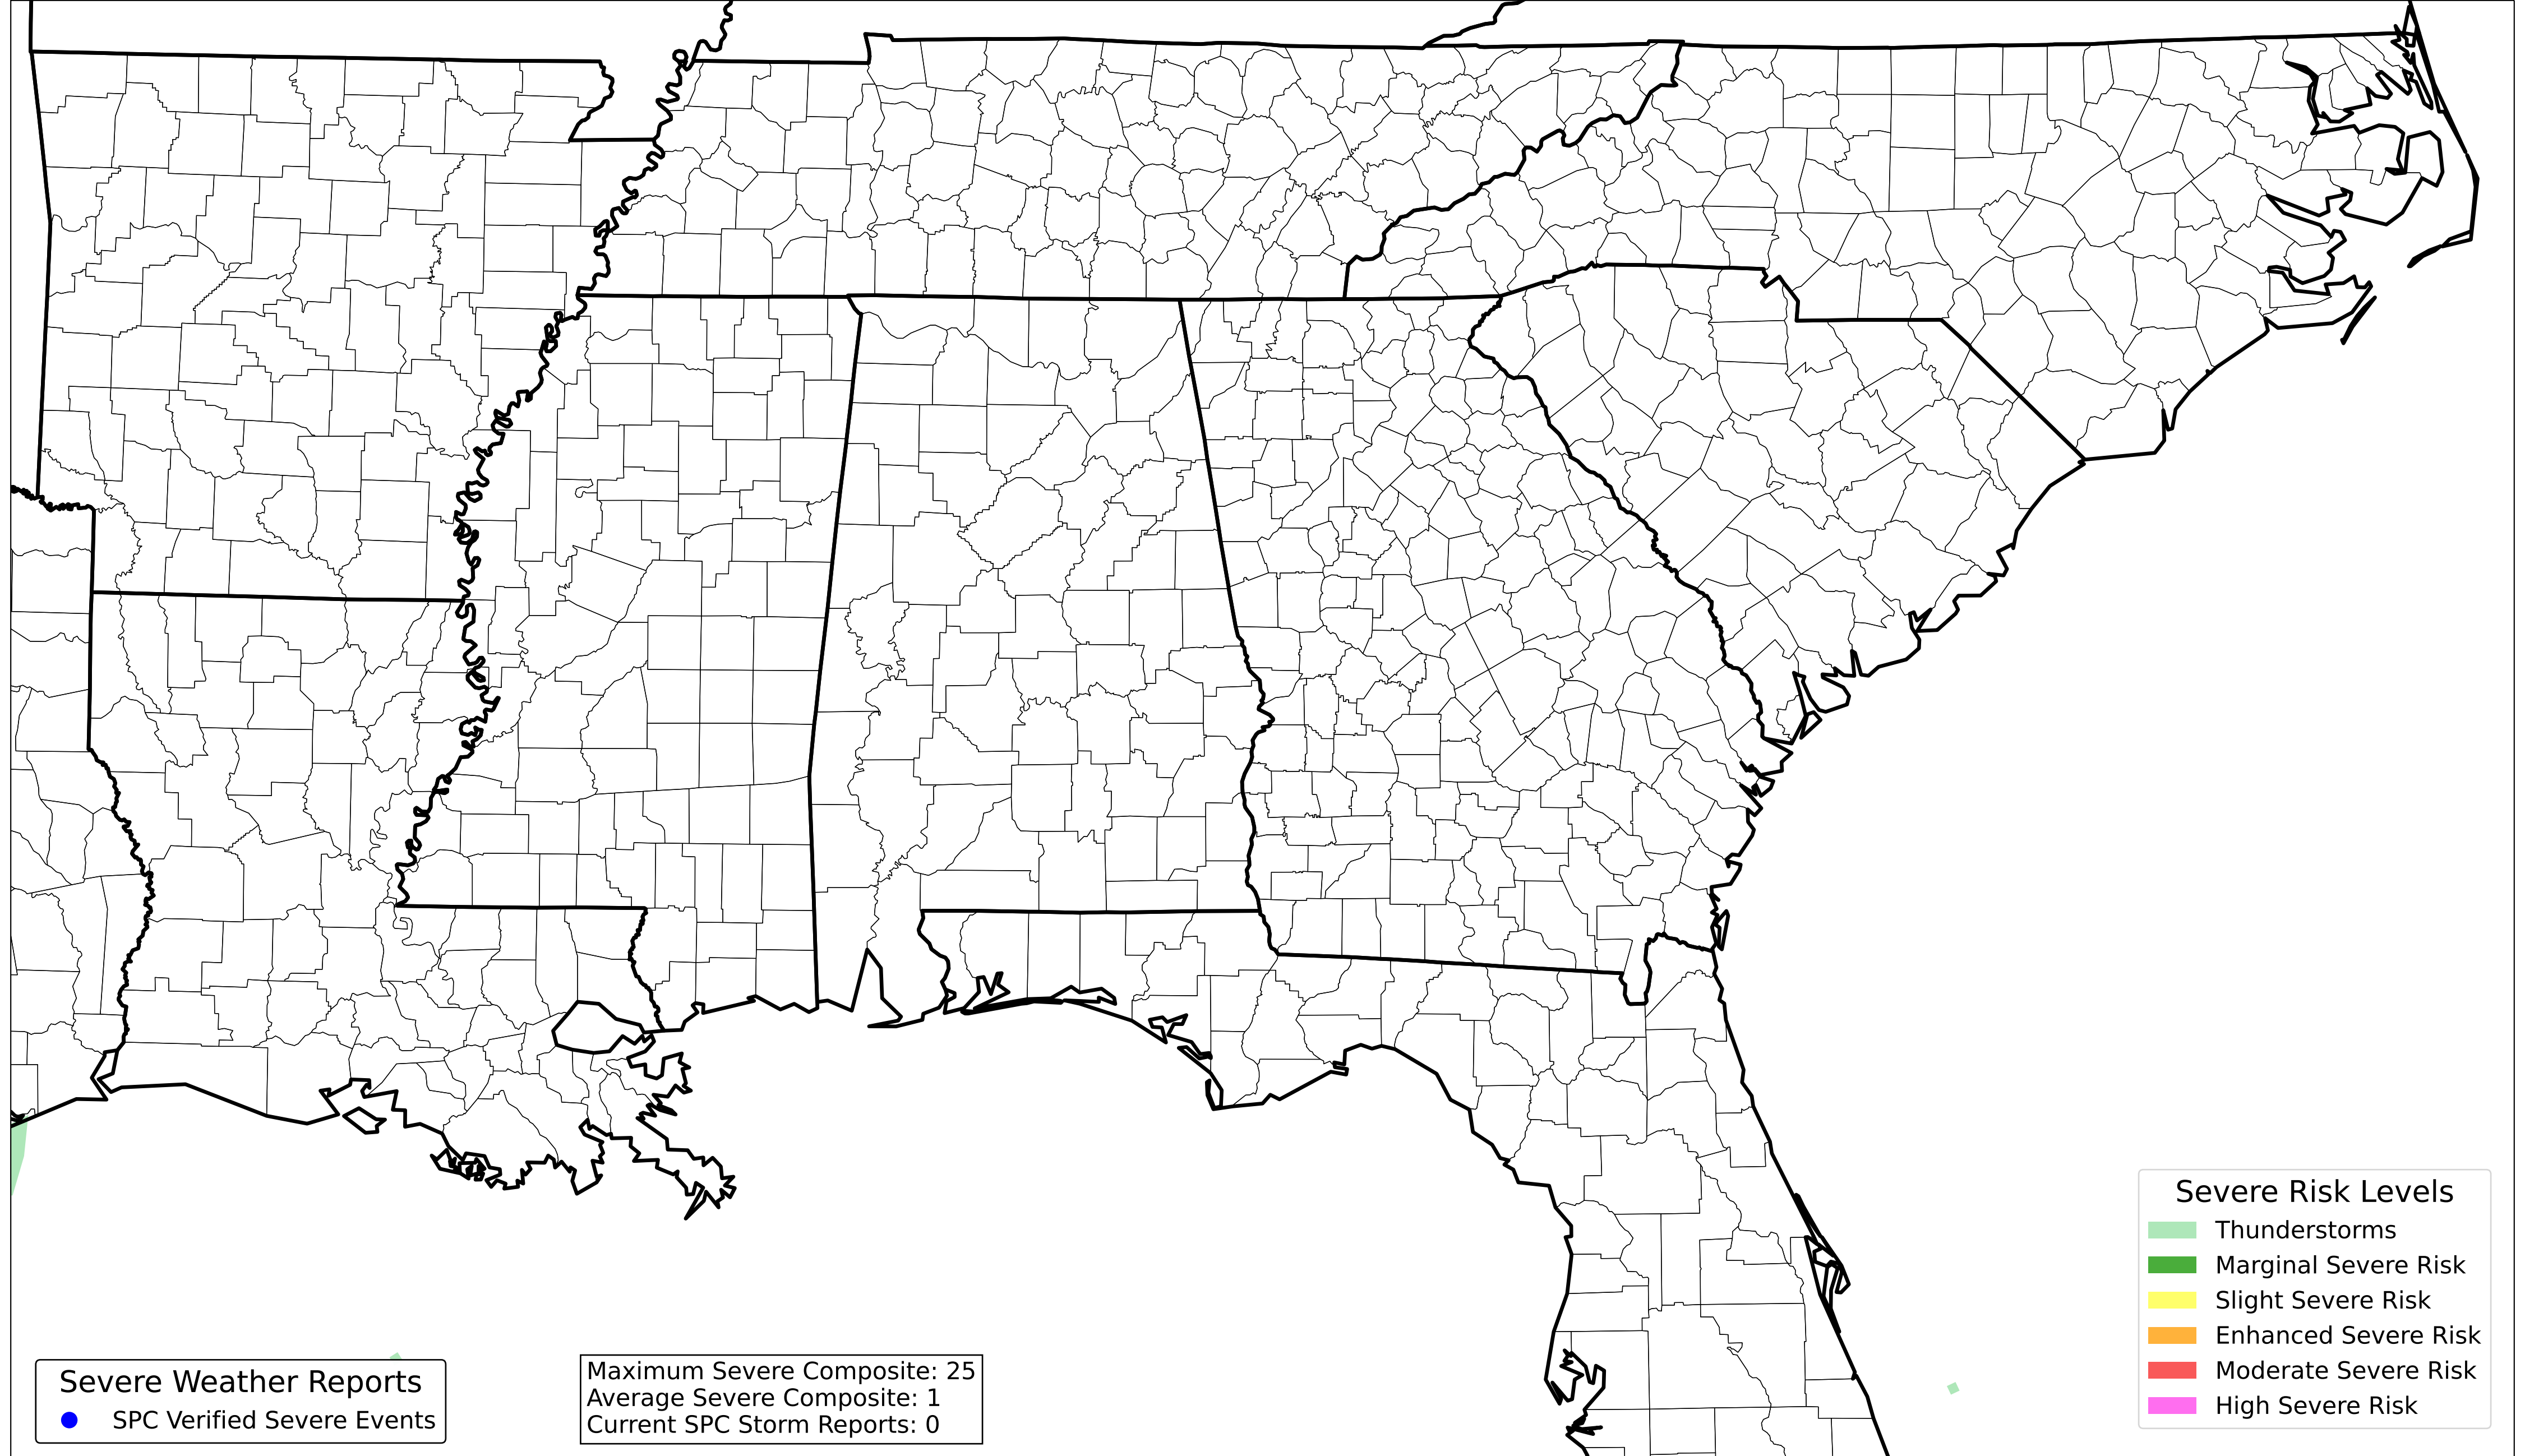 Severe Weather Reports
SPC Verified Severe Events
Maximum Severe Composite: 25
Average Severe Composite: 1
Current SPC Storm Reports: 0
Severe Risk Levels
Thunderstorms
Marginal Severe Risk
Slight Severe Risk
Enhanced Severe Risk
Moderate Severe Risk
High Severe Risk